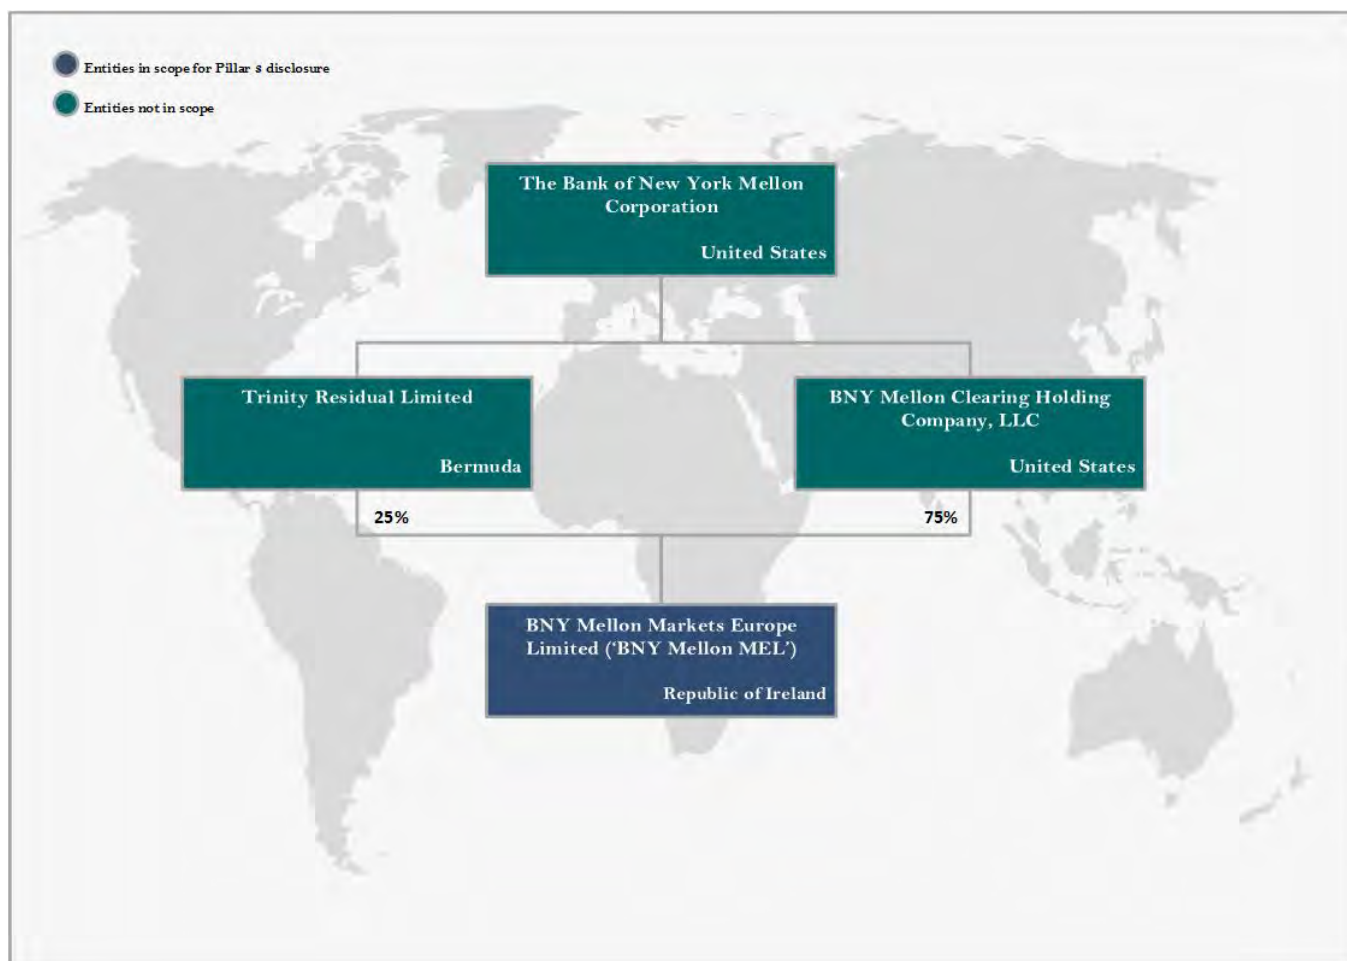 Entities in scope for Pillar 3 disclosure
Entities not in scope
The Bank of New York Mellon
Corporation
United States
Trinity Residual Limited
Bermuda
BNY Mellon Clearing Holding
Company, LLC
United States
25%
75%
BNY Mellon Markets Europe
Limited (‘BNY Mellon MEL’)
Republic of Ireland